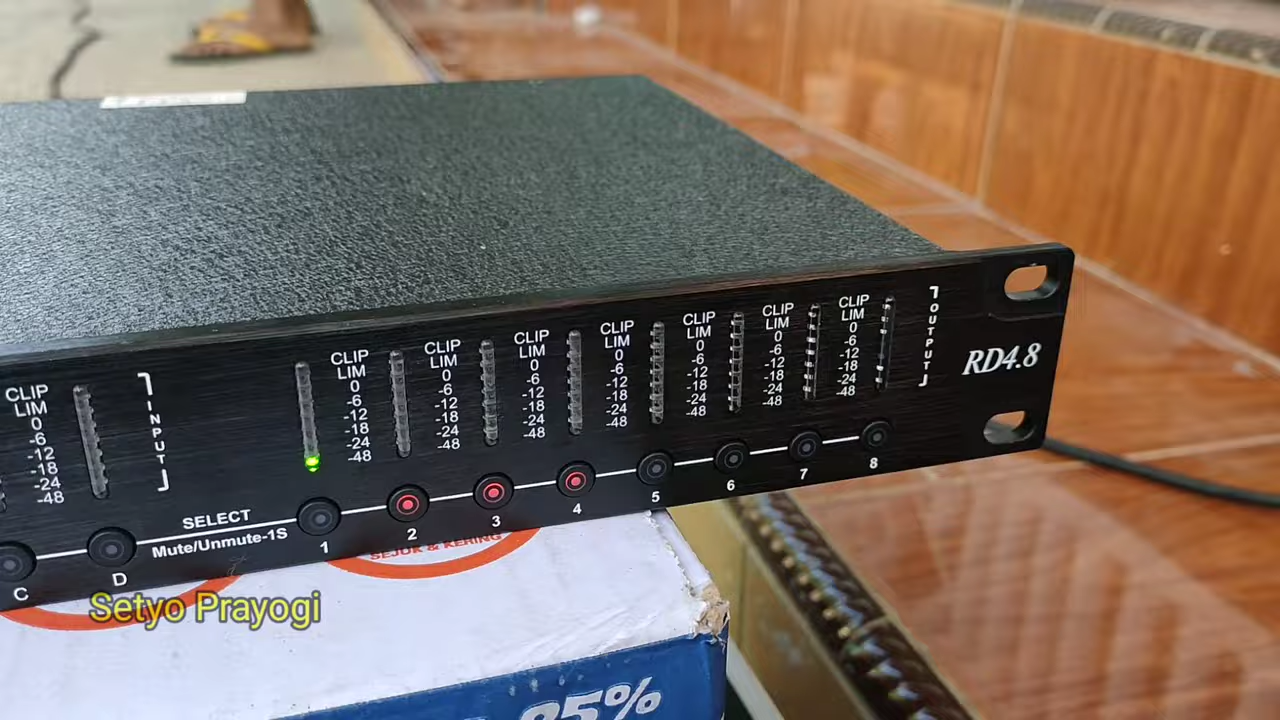 CLIP
LIM
0
-6
-12
-18
-24
-48
INPUT
CLIP
LIM
0
-6
-12
-18
-24
-48
CLIP
LIM
0
-6
-12
-18
-24
-48
CLIP
LIM
0
-6
-12
-18
-24
-48
CLIP
LIM
0
-6
-12
-18
-24
-48
CLIP
LIM
0
-6
-12
-18
-24
-48
CLIP
LIM
0
-6
-12
-18
-24
-48
CLIP
LIM
0
-6
-12
-18
-24
-48
OUTPUT
RD4.8
C
D
SELECT
Mute/Unmute-1S
1
2
3
4
5
6
7
8
SEJUK & KERING
Setyo Prayogi
85%